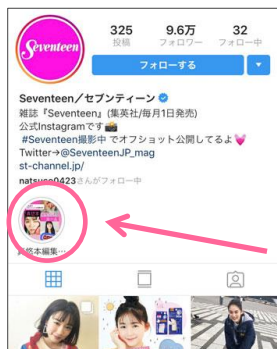 Seventeen
325 9.6万 32
投稿 フォロワー フォロー中
フォローする
Seventeen／セブンティーン
雑誌『Seventeen』(集英社/毎月1日発売)
公式Instagramです
#Seventeen撮影中 でオフショット公開してるよ
Twitter→@SeventeenJP_mag
st-channel.jp/
natsuco0423さんがフォロー中
悠本編集…